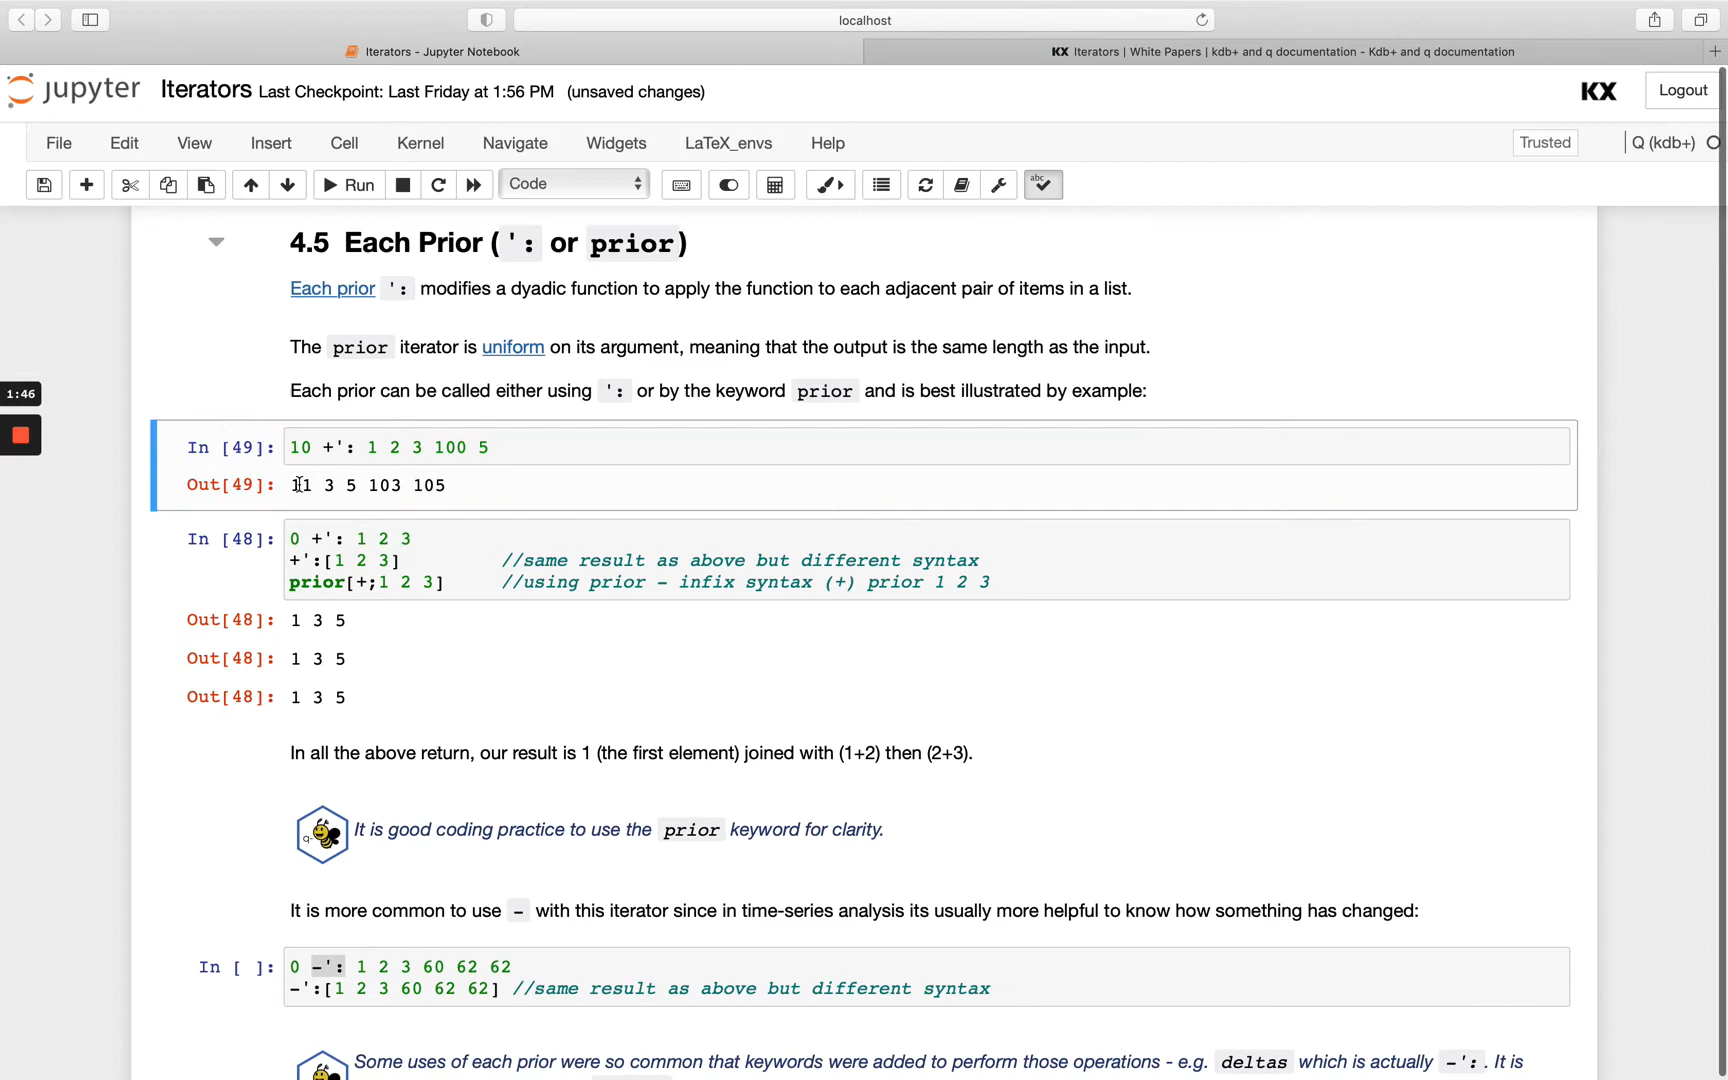 localhost
Iterators - Jupyter Notebook
KX Iterators | White Papers | kdb+ and q documentation - Kdb+ and q documentation
jupyter Iterators Last Checkpoint: Last Friday at 1:56 PM (unsaved changes)
KX Logout
File Edit View Insert Cell Kernel Navigate Widgets LaTeX_envs Help
Trusted Q (kdb+)
Run Code abc
4.5 Each Prior (': or prior)
Each prior ': modifies a dyadic function to apply the function to each adjacent pair of items in a list.
The prior iterator is uniform on its argument, meaning that the output is the same length as the input.
Each prior can be called either using ': or by the keyword prior and is best illustrated by example:
1:46
In [49]: 10 +': 1 2 3 100 5
Out[49]: 11 3 5 103 105
In [48]: 0 +': 1 2 3
+':[1 2 3] //same result as above but different syntax
prior[+;1 2 3] //using prior - infix syntax (+) prior 1 2 3
Out[48]: 1 3 5
Out[48]: 1 3 5
Out[48]: 1 3 5
In all the above return, our result is 1 (the first element) joined with (1+2) then (2+3).
It is good coding practice to use the prior keyword for clarity.
It is more common to use - with this iterator since in time-series analysis its usually more helpful to know how something has changed:
In [ ]: 0 -': 1 2 3 60 62 62
-':[1 2 3 60 62 62] //same result as above but different syntax
Some uses of each prior were so common that keywords were added to perform those operations - e.g. deltas which is actually -':. It is